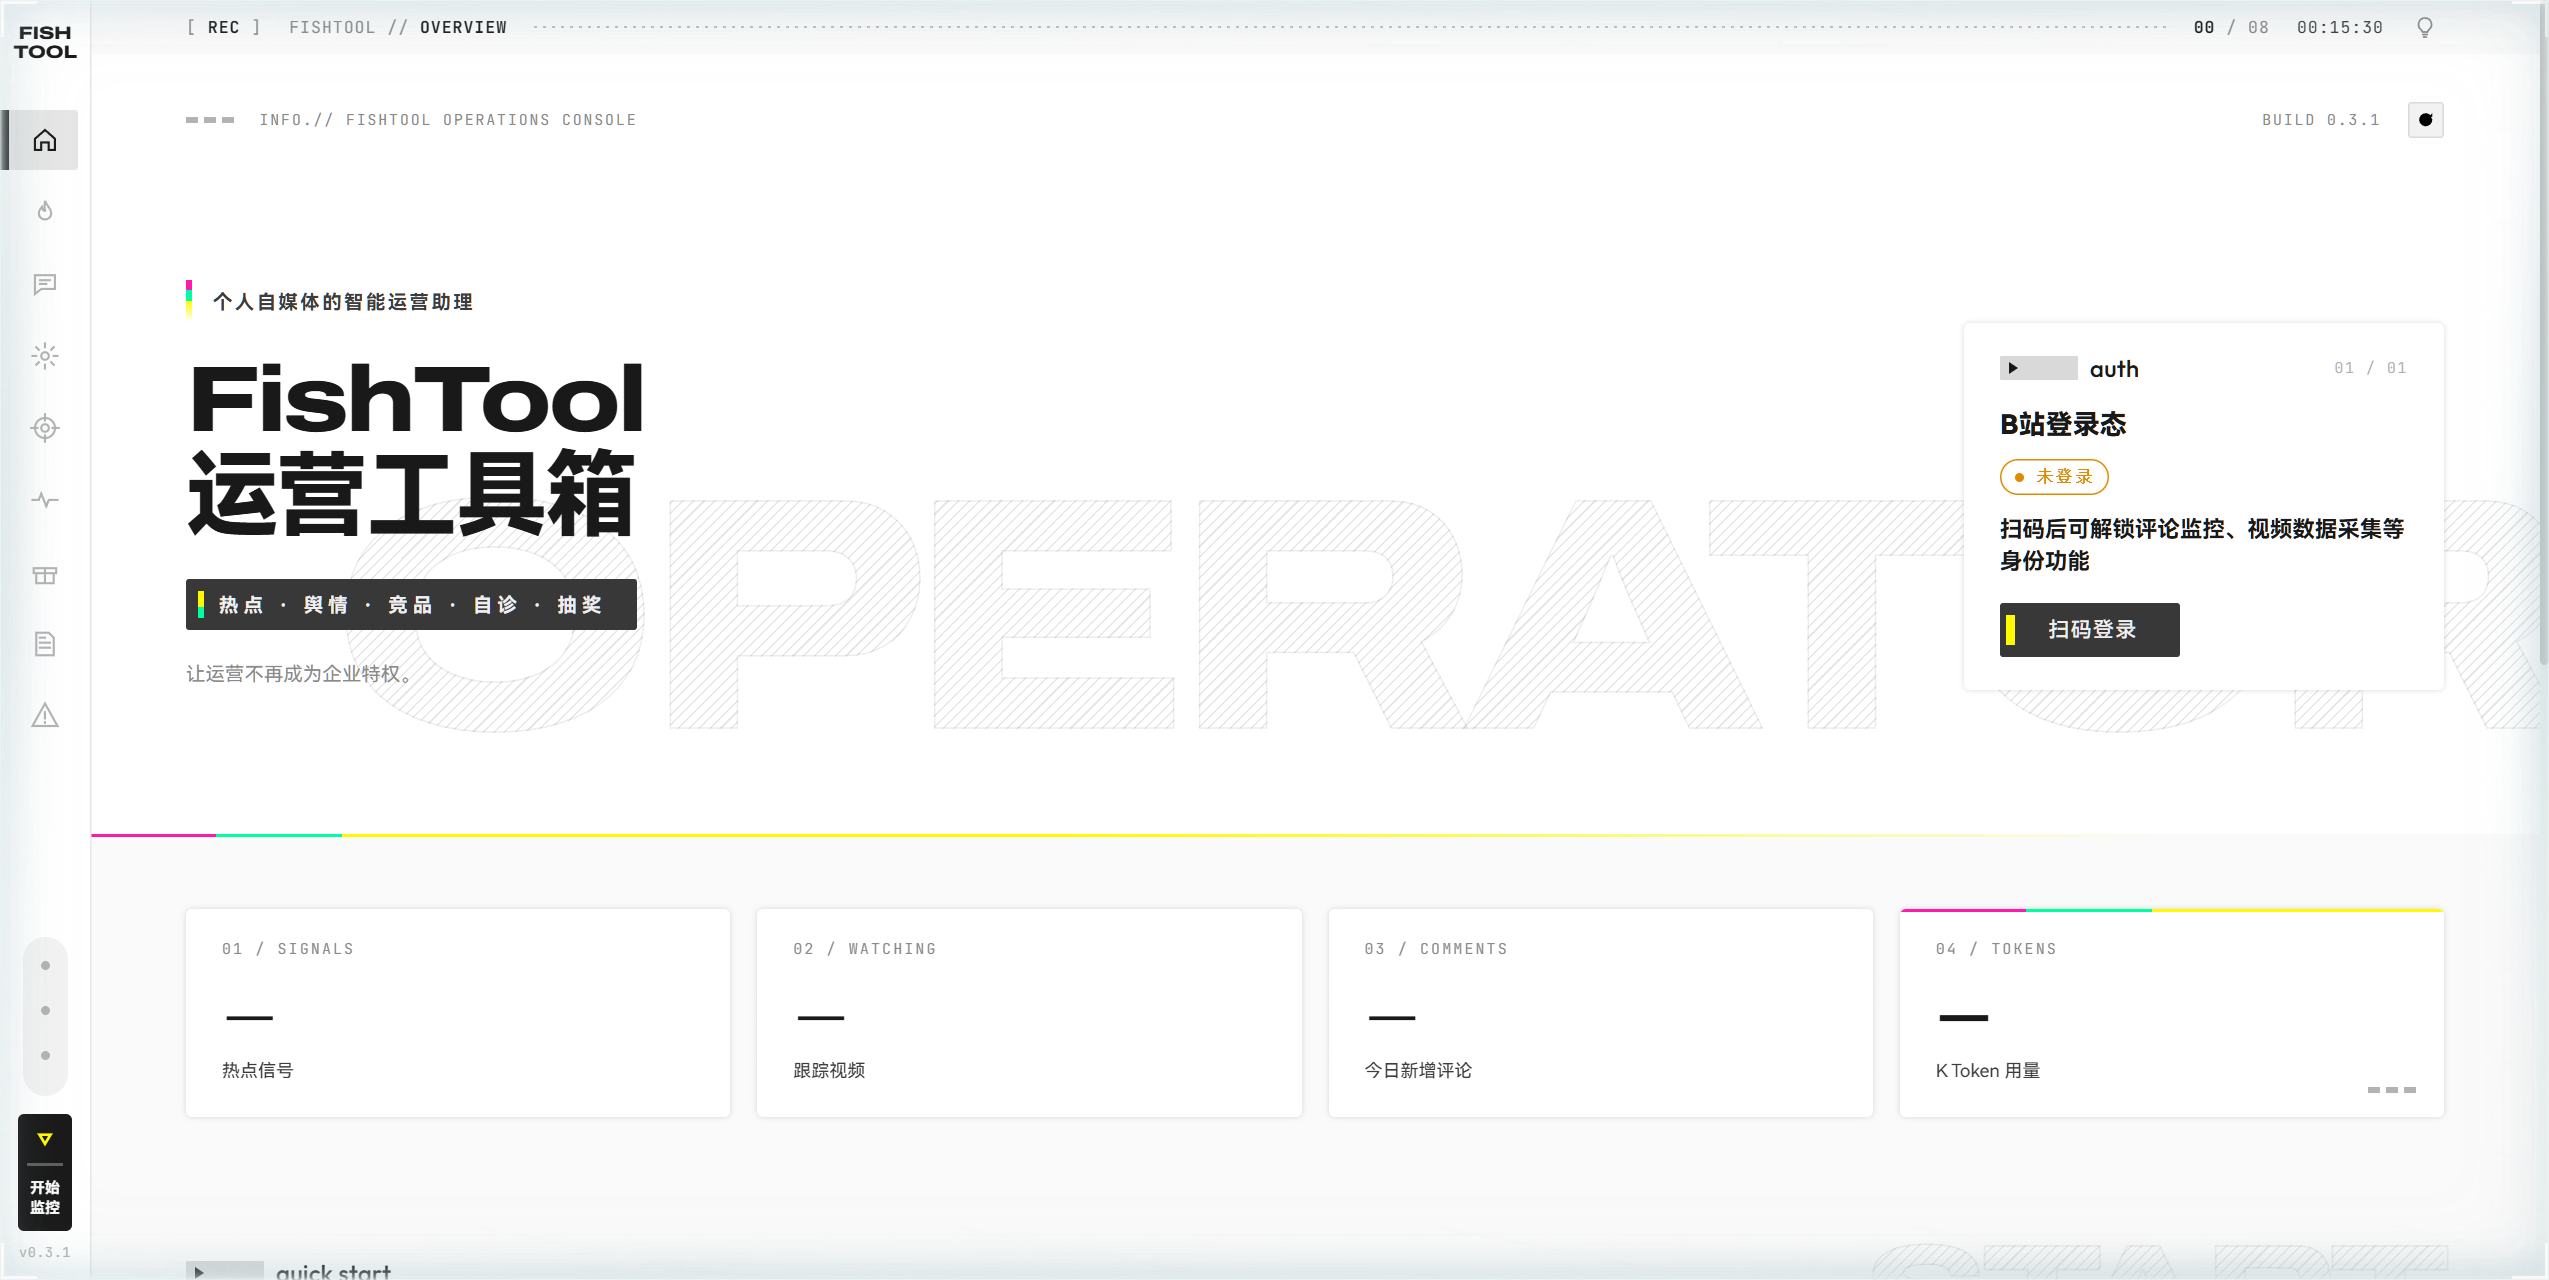 FISH
TOOL
[ REC ] FISHTOOL // OVERVIEW
00 / 08 00:15:30
INFO.// FISHTOOL OPERATIONS CONSOLE
BUILD 0.3.1
个人自媒体的智能运营助理
FishTool
运营工具箱
OPERATOR
热点 · 舆情 · 竞品 · 自诊 · 抽奖
让运营不再成为企业特权。
auth
01 / 01
B站登录态
未登录
扫码后可解锁评论监控、视频数据采集等
身份功能
扫码登录
01 / SIGNALS
—
热点信号
02 / WATCHING
—
跟踪视频
03 / COMMENTS
—
今日新增评论
04 / TOKENS
—
K Token 用量
开始
监控
v0.3.1
quick start
START